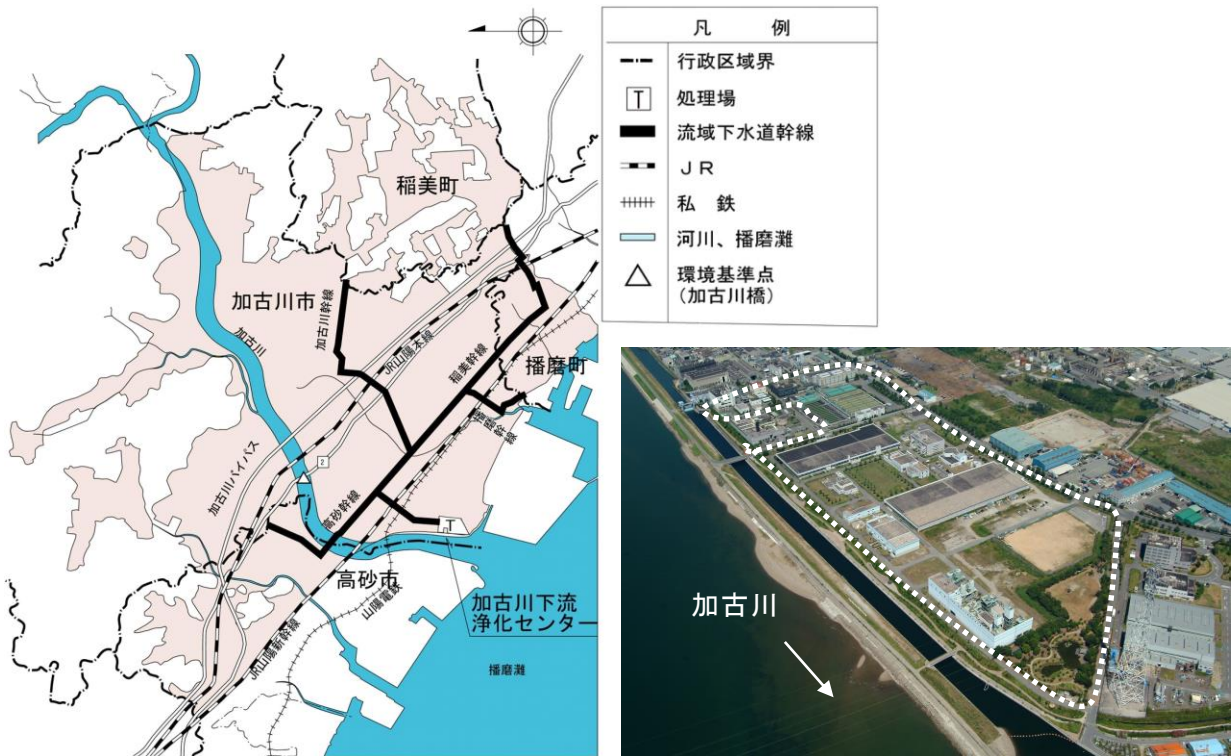 凡 例
行政区域界
T 処理場
流域下水道幹線
JR
私 鉄
河川、播磨灘
環境基準点
(加古川橋)
稲美町
加古川市
加古川幹線
加古川
JR山陽本線
稲美幹線
播磨町
播磨幹線
加古川バイパス
2
高砂幹線
T
高砂市
山陽電鉄
加古川下流
浄化センター
JR山陽新幹線
播磨灘
加古川